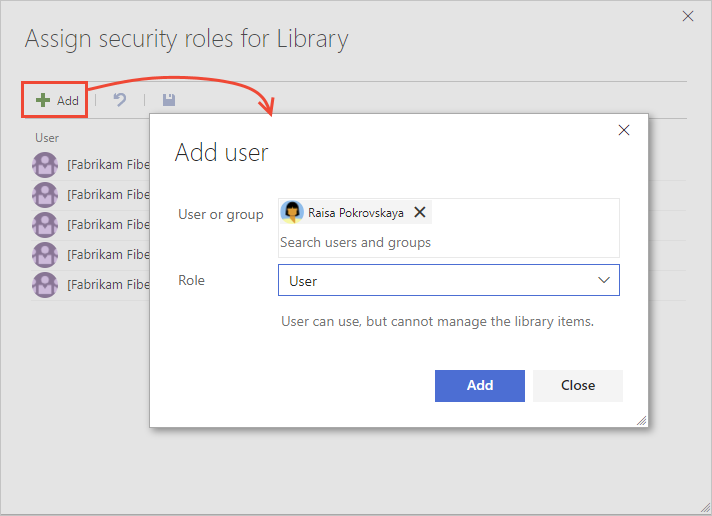 Assign security roles for Library
Add
User
[Fabrikam Fibe
[Fabrikam Fibe
[Fabrikam Fibe
[Fabrikam Fibe
[Fabrikam Fibe
Add user
User or group
Raisa Pokrovskaya
Search users and groups
Role
User
User can use, but cannot manage the library items.
Add
Close